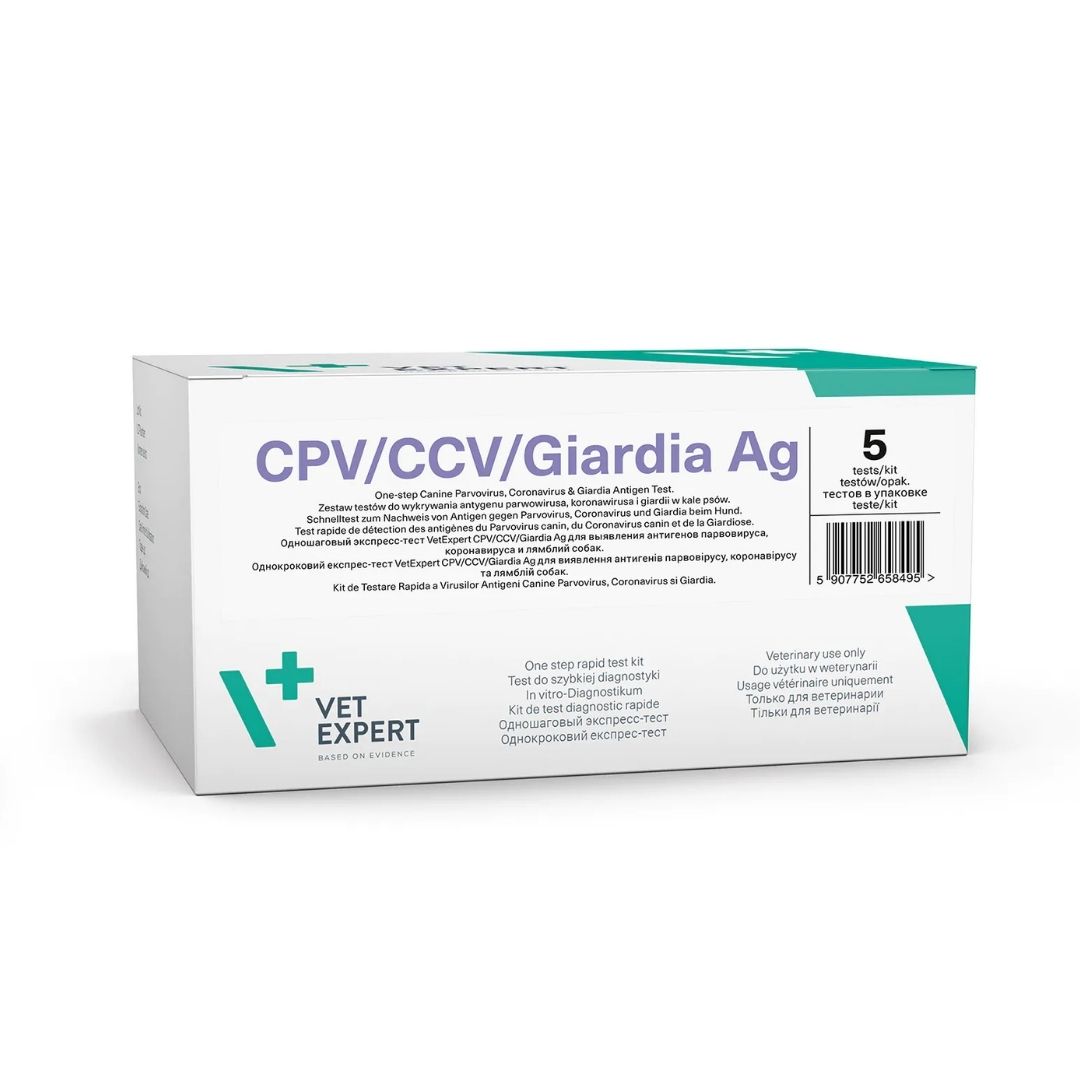 VET
EXPERT
CPV/CCV/Giardia Ag
One-step Canine Parvovirus, Coronavirus & Giardia Antigen Test.
Zestaw testów do wykrywania antygenu parwowirusa, koronawirusa i giardii w kale psów.
Schnelltest zum Nachweis von Antigen gegen Parvovirus, Coronavirus und Giardia beim Hund.
Test rapide de détection des antigènes du Parvovirus canin, du Coronavirus canin et de la Giardiose.
Одношаговый экспресс-тест VetExpert CPV/CCV/Giardia Ag для выявления антигенов парвовируса,
коронавируса и лямблий собак.
Однокроковий експрес-тест VetExpert CPV/CCV/Giardia Ag для виявлення антигенів парвовірусу, коронавірусу
та лямблій собак.
Kit de Testare Rapida a Virusilor Antigeni Canine Parvovirus, Coronavirus si Giardia.
5
tests/kit
testów/opak.
тестов в упаковке
teste/kit
5 907752 658495 >
VET
EXPERT
BASED ON EVIDENCE
One step rapid test kit
Test do szybkiej diagnostyki
In vitro-Diagnostikum
Kit de test diagnostic rapide
Одношаговый экспресс-тест
Однокроковий експрес-тест
Veterinary use only
Do użytku w weterynarii
Usage vétérinaire uniquement
Только для ветеринарии
Тільки для ветеринарії